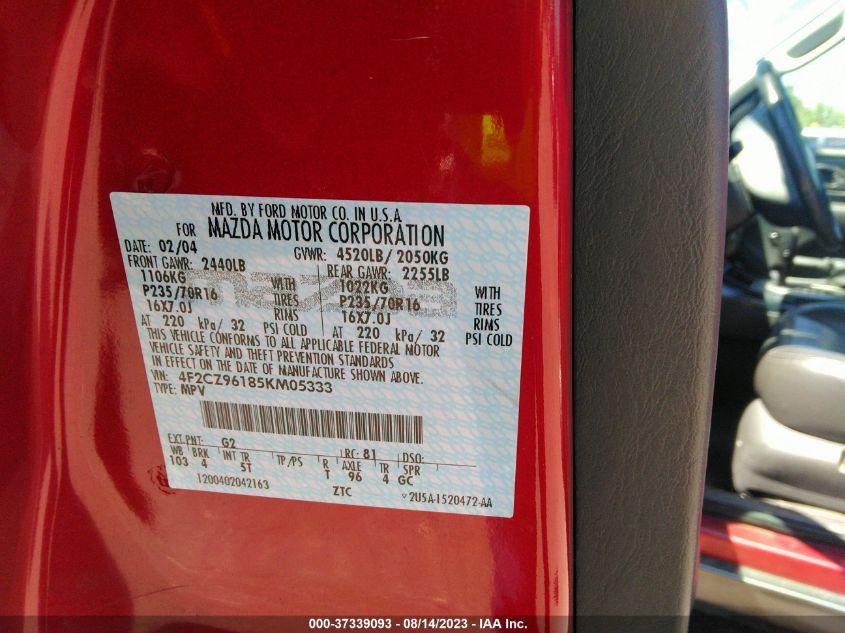 MFD. BY FORD MOTOR CO. IN U.S.A.
FOR MAZDA MOTOR CORPORATION
DATE: 02/04 GVWR: 4520LB/ 2050KG
FRONT GAWR: 2440LB REAR GAWR: 2255LB
1106KG WITH 1022KG WITH
P235/70R16 TIRES P235/70R16 TIRES
16X7.0J RIMS 16X7.0J RIMS
AT 220 kPa/ 32 PSI COLD AT 220 kPa/ 32 PSI COLD
THIS VEHICLE CONFORMS TO ALL APPLICABLE FEDERAL MOTOR
VEHICLE SAFETY AND THEFT PREVENTION STANDARDS
IN EFFECT ON THE DATE OF MANUFACTURE SHOWN ABOVE.
VIN: 4F2CZ96185KM05333
TYPE: MPV
EXT PNT: G2 RC: 81 DSO:
WB BRK INT TR TP/PS R AXLE TR SPR
103 4 5T T 96 4 GC
1200402042163 ZTC 2U5A-1520472-AA
000-37339093 - 08/14/2023 - IAA Inc.